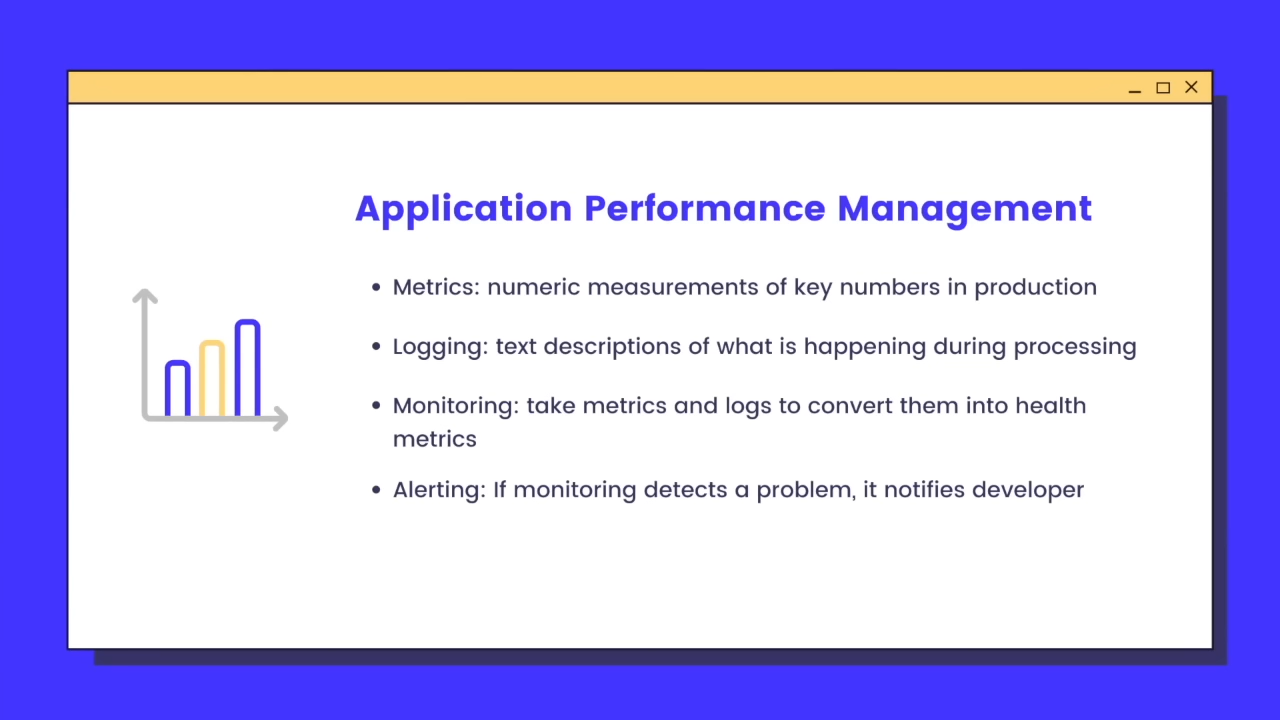 Application Performance Management
• Metrics: numeric measurements of key numbers in production
• Logging: text descriptions of what is happening during processing
• Monitoring: take metrics and logs to convert them into health
metrics
• Alerting: If monitoring detects a problem, it notifies developer